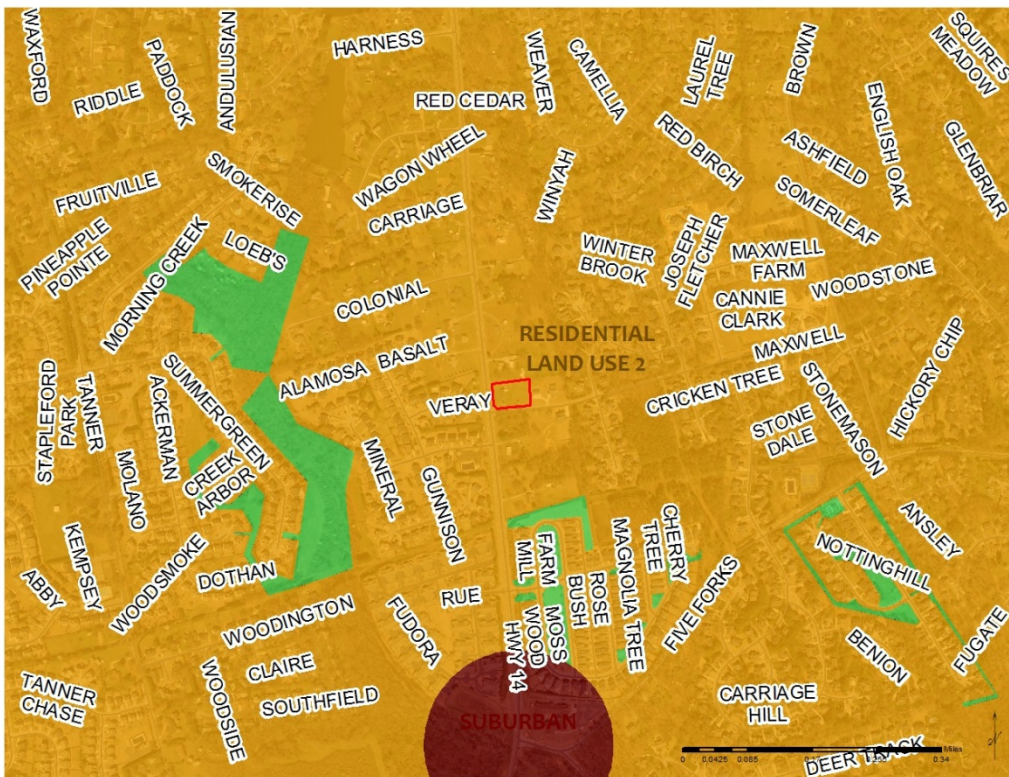 WAXFORD
RIDDLE
PADDOCK
ANDULUSIAN
HARNESS
RED CEDAR
WEAVER
CAMELLIA
LAUREL
TREE
BROWN
SQUIRES
MEADOW
ENGLISH OAK
GLENBRIAR
FRUITVILLE
SMOKERISE
WAGON WHEEL
CARRIAGE
WINYAH
RED BIRCH
ASHFIELD
SOMERLEAF
PINEAPPLE
POINTE
MORNING CREEK
LOEB'S
WINTER
BROOK
JOSEPH
FLETCHER
MAXWELL
FARM
CANNIE
CLARK
WOODSTONE
COLONIAL
RESIDENTIAL
LAND USE 2
MAXWELL
HICKORY CHIP
ALAMOSA
BASALT
VERAY
CRICKEN TREE
STONEMASON
STONE
DALE
STAPLEFORD
PARK
TANNER
ACKERMAN
SUMMERGREEN
MOLANO
CREEK
ARBOR
MINERAL
GUNNISON
ANSLEY
NOTTINGHILL
KEMPSEY
ABBY
WOODSMOKE
DOTHAN
WOODINGTON
RUE
FUDORA
MILL
FARM
WOOD
MOSS
HWY 14
BUSH
ROSE
MAGNOLIA TREE
CHERRY
TREE
FIVE FORKS
BENION
FUGATE
TANNER
CHASE
WOODSIDE
CLAIRE
SOUTHFIELD
SUBURBAN
CARRIAGE
HILL
DEER TRACK
0 0.0425 0.085 0.34
Miles
N